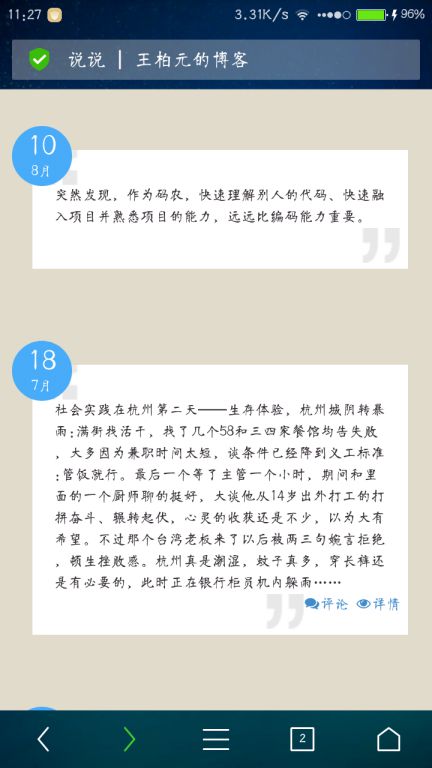 11:27
3.31K/s
96%
说说 | 王柏元的博客
10
8月
突然发现，作为码农，快速理解别人的代码、快速融
入项目并熟悉项目的能力，远远比编码能力重要。
18
7月
社会实践在杭州第二天——生存体验，杭州城阴转暴
雨:满街找活干，找了几个58和三四家餐馆均告失败
，大多因为兼职时间太短，谈条件已经降到义工标准
:管饭就行。最后一个等了主管一个小时，期间和里
面的一个厨师聊的挺好，大谈他从14岁出外打工的打
拼奋斗、辗转起伏，心灵的收获还是不少，以为大有
希望。不过那个台湾老板来了以后被两三句婉言拒绝
，顿生挫败感。杭州真是潮湿，蚊子真多，穿长裤还
是有必要的，此时正在银行柜员机内躲雨……
评论 详情
2